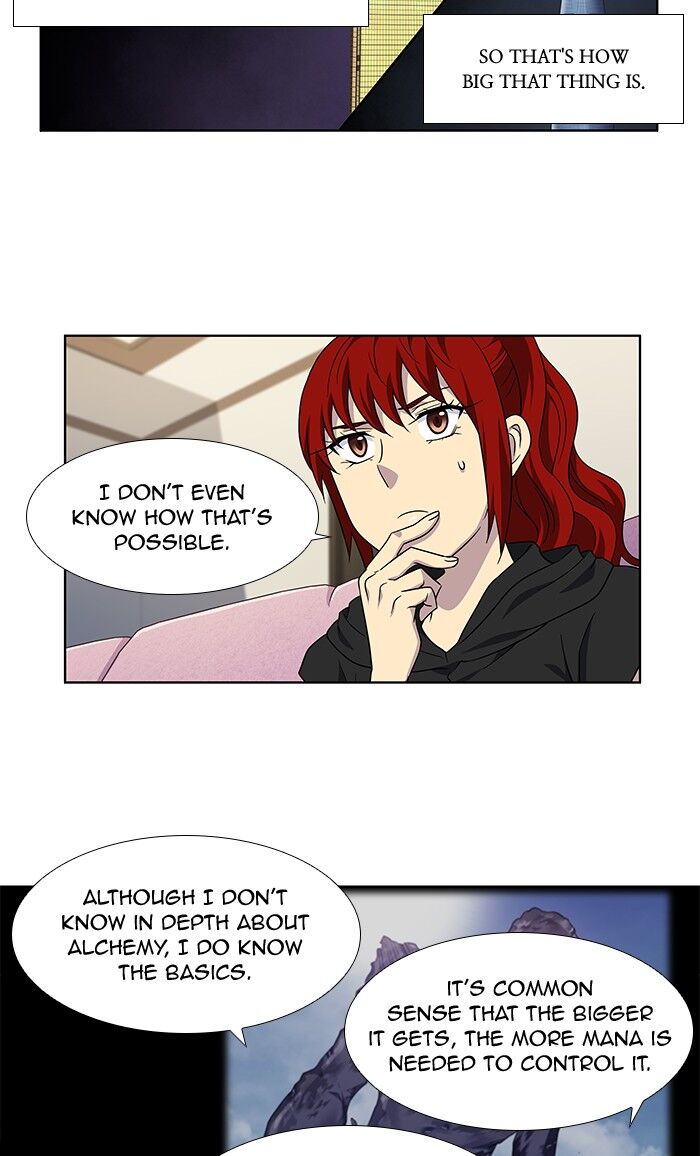 SO THAT'S HOW
BIG THAT THING IS.
I DON'T EVEN
KNOW HOW THAT'S
POSSIBLE.
ALTHOUGH I DON'T
KNOW IN DEPTH ABOUT
ALCHEMY, I DO KNOW
THE BASICS.
IT'S COMMON
SENSE THAT THE BIGGER
IT GETS, THE MORE MANA IS
NEEDED TO CONTROL IT.